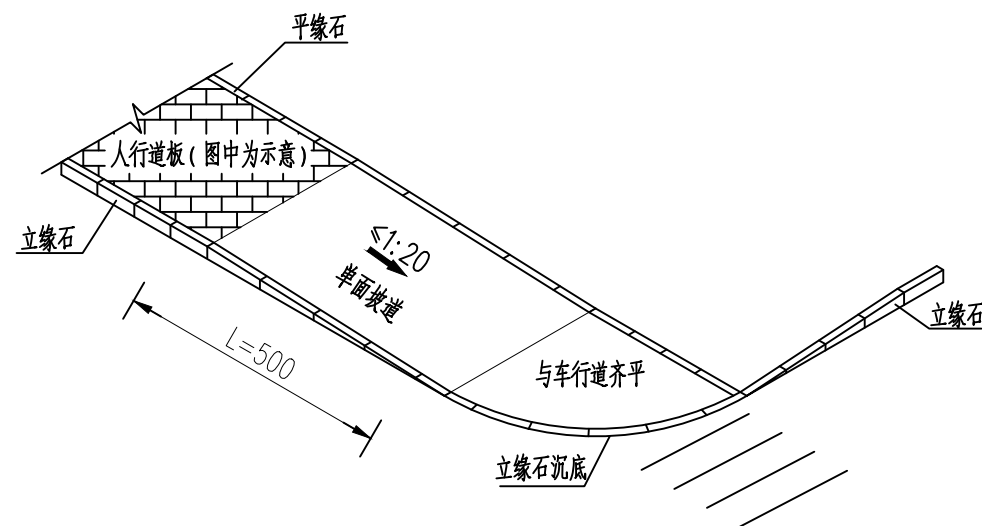 平缘石
人行道板(图中为示意)
立缘石
≤1:20
单面坡道
L=500
立缘石
与车行道齐平
立缘石沉底